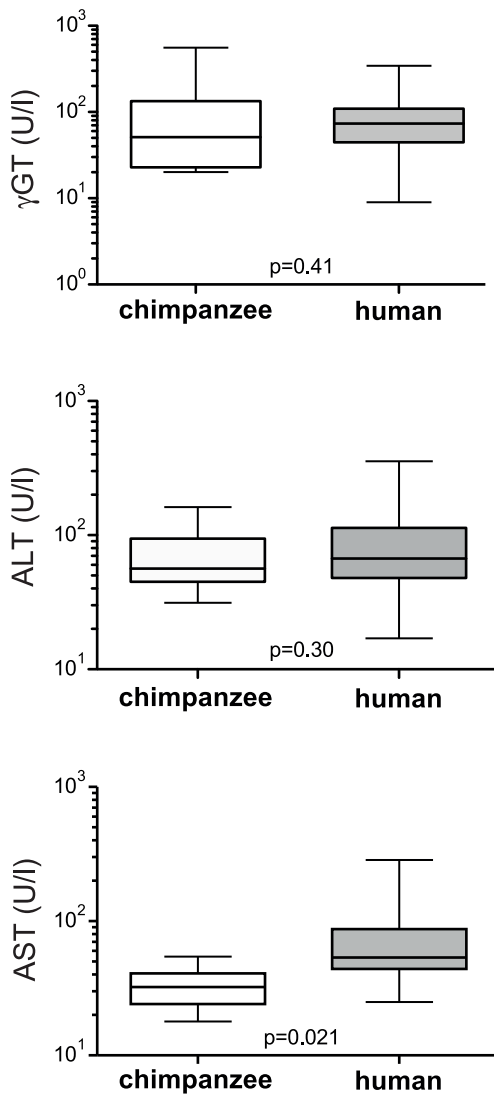 γGT (U/l)
10³
10²
10¹
10⁰
p=0.41
chimpanzee human
ALT (U/l)
10³
10²
10¹
p=0.30
chimpanzee human
AST (U/l)
10³
10²
10¹
p=0.021
chimpanzee human